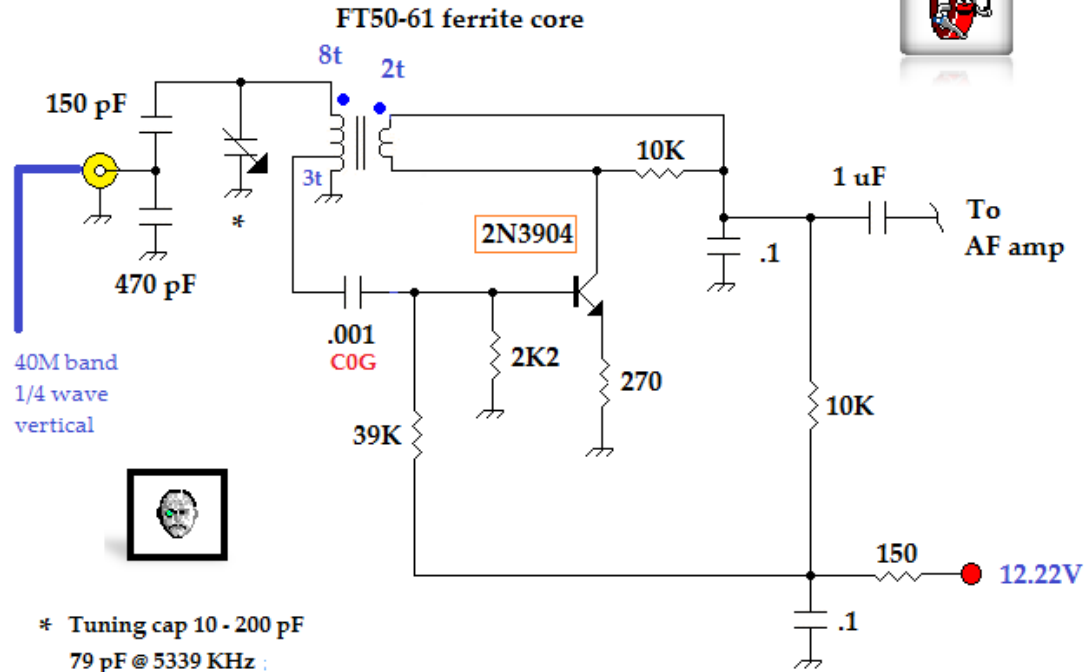 FT50-61 ferrite core
8t
2t
150 pF
10K
1 uF
3t
*
To
AF amp
2N3904
.1
470 pF
.001
C0G
2K2
270
40M band
1/4 wave
vertical
39K
10K
150
12.22V
.1
* Tuning cap 10 - 200 pF
79 pF @ 5339 KHz :